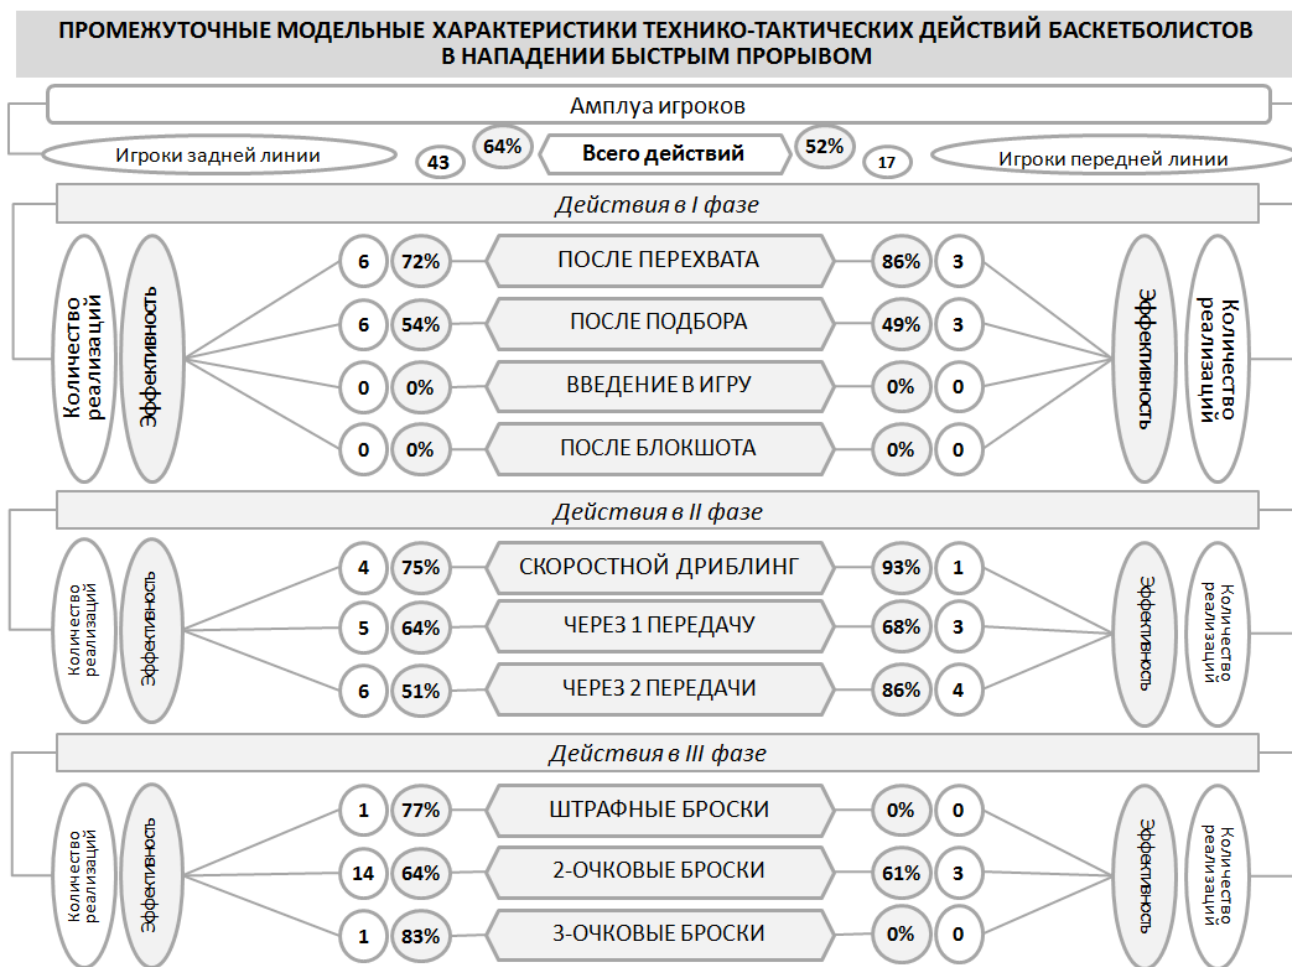 ПРОМЕЖУТОЧНЫЕ МОДЕЛЬНЫЕ ХАРАКТЕРИСТИКИ ТЕХНИКО-ТАКТИЧЕСКИХ ДЕЙСТВИЙ БАСКЕТБОЛИСТОВ
В НАПАДЕНИИ БЫСТРЫМ ПРОРЫВОМ
Амплуа игроков
Игроки задней линии 43 64% Всего действий 52% 17 Игроки передней линии
Действия в I фазе
Количество
реализаций
Эффективность
6 72% ПОСЛЕ ПЕРЕХВАТА 86% 3
6 54% ПОСЛЕ ПОДБОРА 49% 3
0 0% ВВЕДЕНИЕ В ИГРУ 0% 0
0 0% ПОСЛЕ БЛОКШОТА 0% 0
Эффективность
Количество
реализаций
Действия в II фазе
Количество
реализаций
Эффективность
4 75% СКОРОСТНОЙ ДРИБЛИНГ 93% 1
5 64% ЧЕРЕЗ 1 ПЕРЕДАЧУ 68% 3
6 51% ЧЕРЕЗ 2 ПЕРЕДАЧИ 86% 4
Эффективность
Количество
реализаций
Действия в III фазе
Количество
реализаций
Эффективность
1 77% ШТРАФНЫЕ БРОСКИ 0% 0
14 64% 2-ОЧКОВЫЕ БРОСКИ 61% 3
1 83% 3-ОЧКОВЫЕ БРОСКИ 0% 0
Эффективность
Количество
реализаций